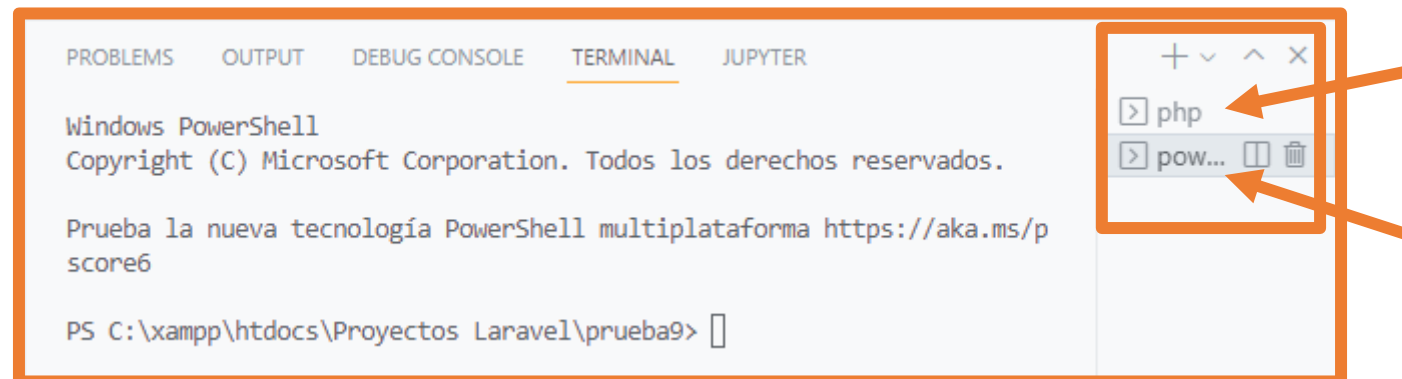 PROBLEMS OUTPUT DEBUG CONSOLE TERMINAL JUPYTER
Windows PowerShell
Copyright (C) Microsoft Corporation. Todos los derechos reservados.
Prueba la nueva tecnología PowerShell multiplataforma https://aka.ms/p
score6
PS C:\xampp\htdocs\Proyectos Laravel\prueba9>
php
pow...